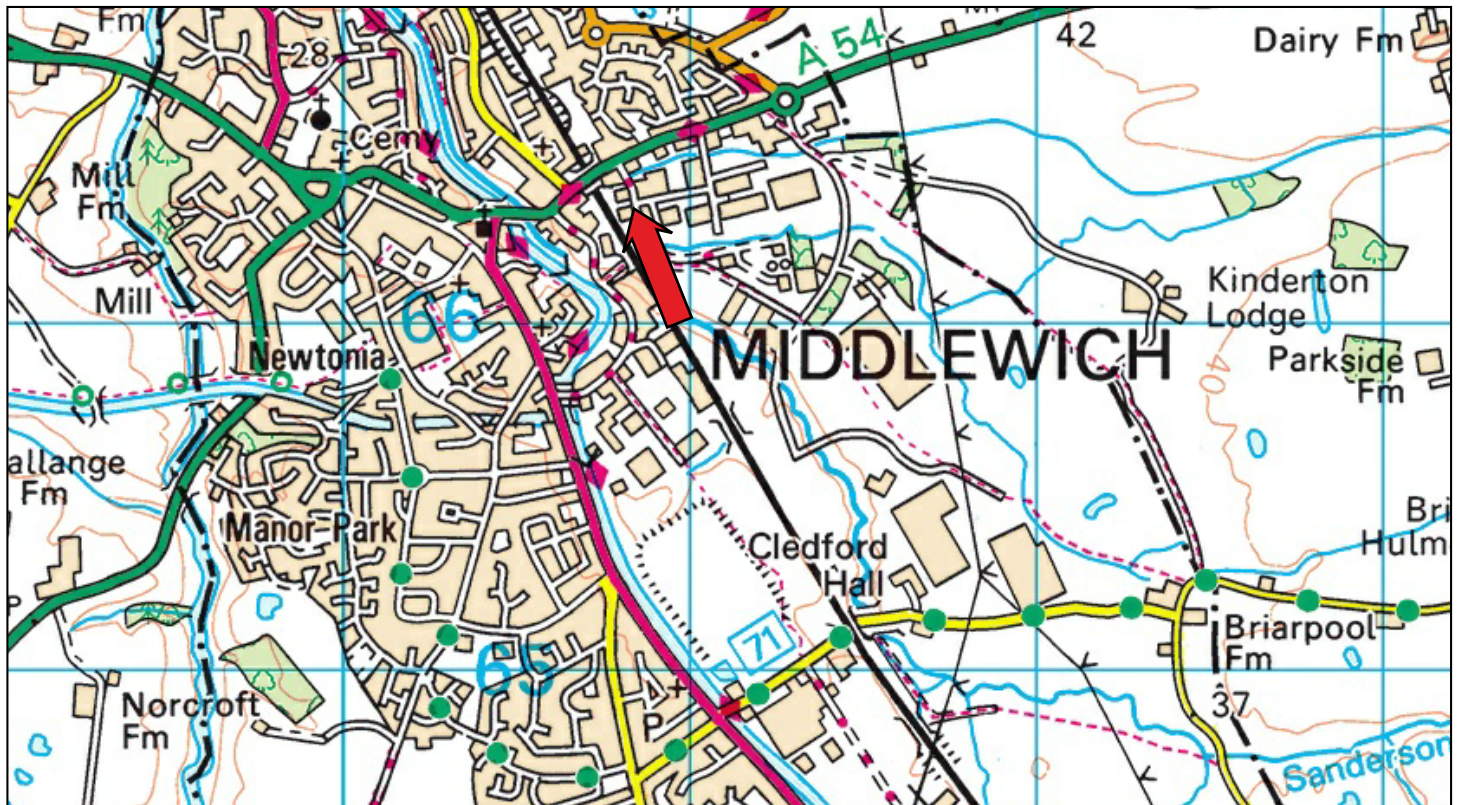 Fm
28
A 54
42
Dairy Fm
Cemy
Mill
Fm
Mill
66
Kinderton
Lodge
MIDDLEWICH
Newtonia
Parkside
Fm
40
allange
Fm
Manor Park
Cledford
Hall
Bri
Hulm
P
71
Briarpool
Fm
65
Norcroft
Fm
P
37
Sanderson